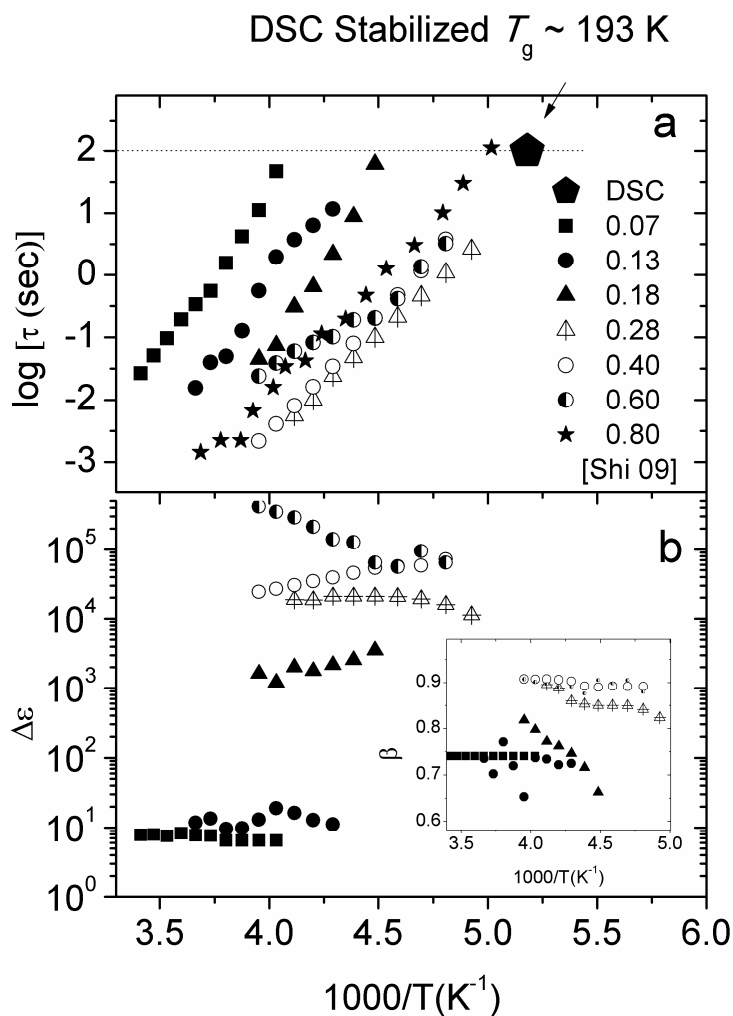 DSC Stabilized Tg ~ 193 K
a
2
1
0
-1
-2
-3
log [τ (sec)]
DSC
0.07
0.13
0.18
0.28
0.40
0.60
0.80
[Shi 09]
b
10^5
10^4
10^3
10^2
10^1
10^0
Δε
0.9
0.8
0.7
0.6
β
3.5 4.0 4.5 5.0
1000/T(K^-1)
3.5 4.0 4.5 5.0 5.5 6.0
1000/T(K^-1)